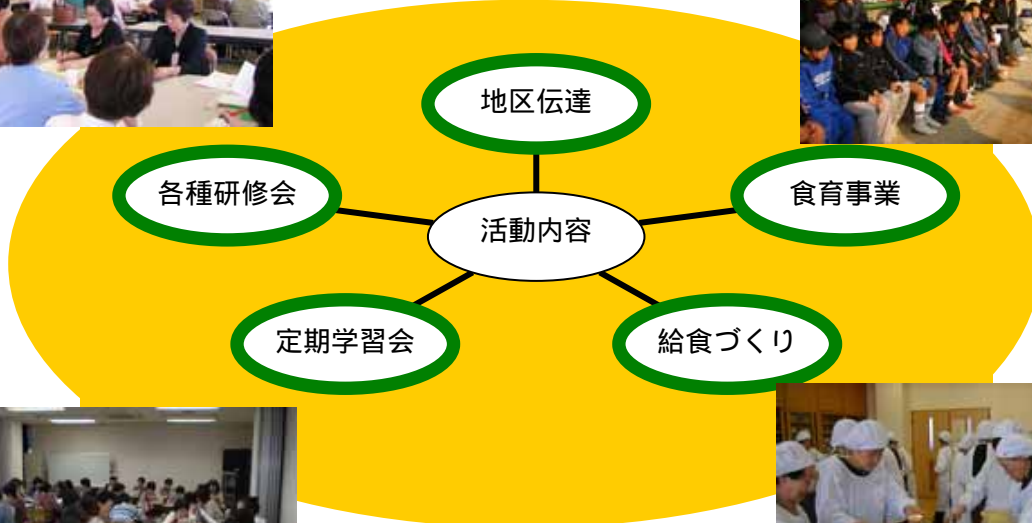 地区伝達
各種研修会
食育事業
活動内容
定期学習会
給食づくり